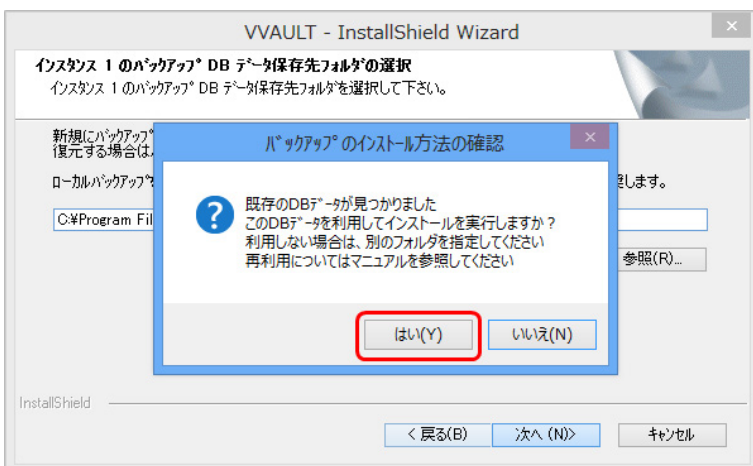 VVAULT - InstallShield Wizard
インスタンス 1 のバックアップ DB データ保存先フォルダの選択
インスタンス 1 のバックアップ DB データ保存先フォルダを選択して下さい。
新規にバックアップ
復元する場合は、
ローカルバックアップ
します。
C:¥Program Fil
参照(R)...
バックアップのインストール方法の確認
既存のDBデータが見つかりました
このDBデータを利用してインストールを実行しますか?
利用しない場合は、別のフォルダを指定してください
再利用についてはマニュアルを参照してください
はい(Y)
いいえ(N)
InstallShield
< 戻る(B)
次へ (N)>
キャンセル